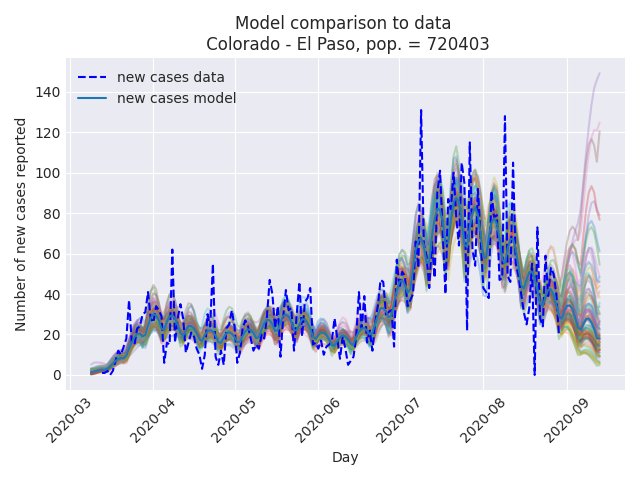 Model comparison to data
Colorado - El Paso, pop. = 720403
new cases data
new cases model
Number of new cases reported
140
120
100
80
60
40
20
0
2020-03
2020-04
2020-05
2020-06
2020-07
2020-08
2020-09
Day